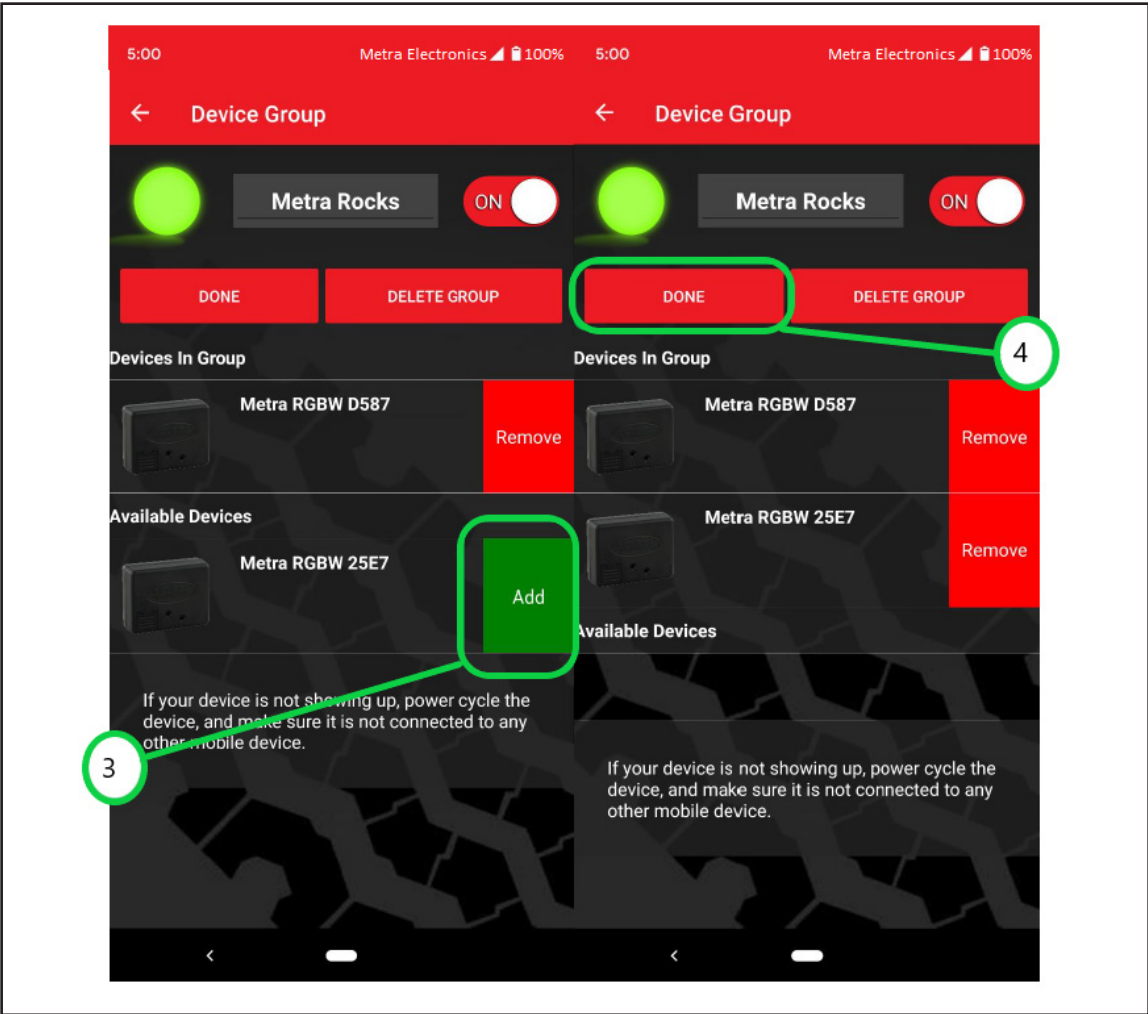 5:00 Metra Electronics 100%
Device Group
Metra Rocks ON
DONE DELETE GROUP
Devices In Group
Metra RGBW D587
Remove
Available Devices
Metra RGBW 25E7
Add
If your device is not showing up, power cycle the
device, and make sure it is not connected to any
other mobile device.
3
5:00 Metra Electronics 100%
Device Group
Metra Rocks ON
DONE DELETE GROUP
4
Devices In Group
Metra RGBW D587
Remove
Metra RGBW 25E7
Remove
Available Devices
If your device is not showing up, power cycle the
device, and make sure it is not connected to any
other mobile device.